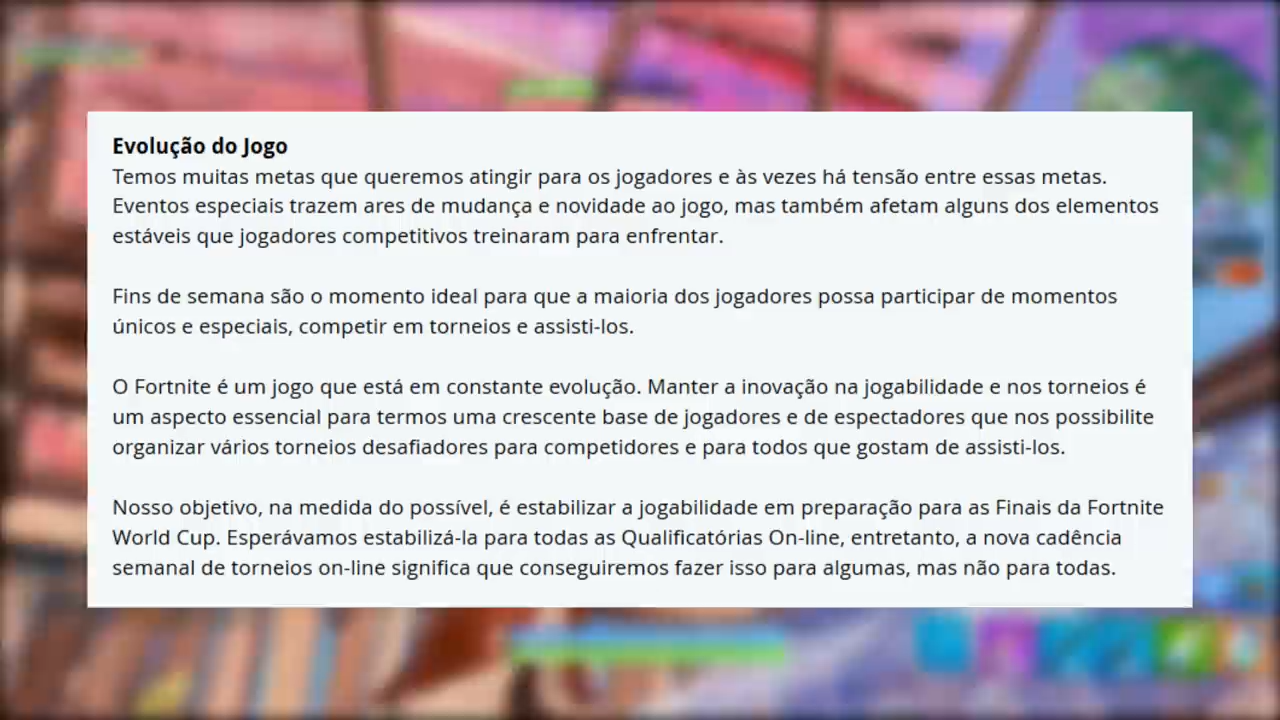 Evolução do Jogo
Temos muitas metas que queremos atingir para os jogadores e às vezes há tensão entre essas metas.
Eventos especiais trazem ares de mudança e novidade ao jogo, mas também afetam alguns dos elementos
estáveis que jogadores competitivos treinaram para enfrentar.
Fins de semana são o momento ideal para que a maioria dos jogadores possa participar de momentos
únicos e especiais, competir em torneios e assisti-los.
O Fortnite é um jogo que está em constante evolução. Manter a inovação na jogabilidade e nos torneios é
um aspecto essencial para termos uma crescente base de jogadores e de espectadores que nos possibilite
organizar vários torneios desafiadores para competidores e para todos que gostam de assisti-los.
Nosso objetivo, na medida do possível, é estabilizar a jogabilidade em preparação para as Finais da Fortnite
World Cup. Esperávamos estabilizá-la para todas as Qualificatórias On-line, entretanto, a nova cadência
semanal de torneios on-line significa que conseguiremos fazer isso para algumas, mas não para todas.